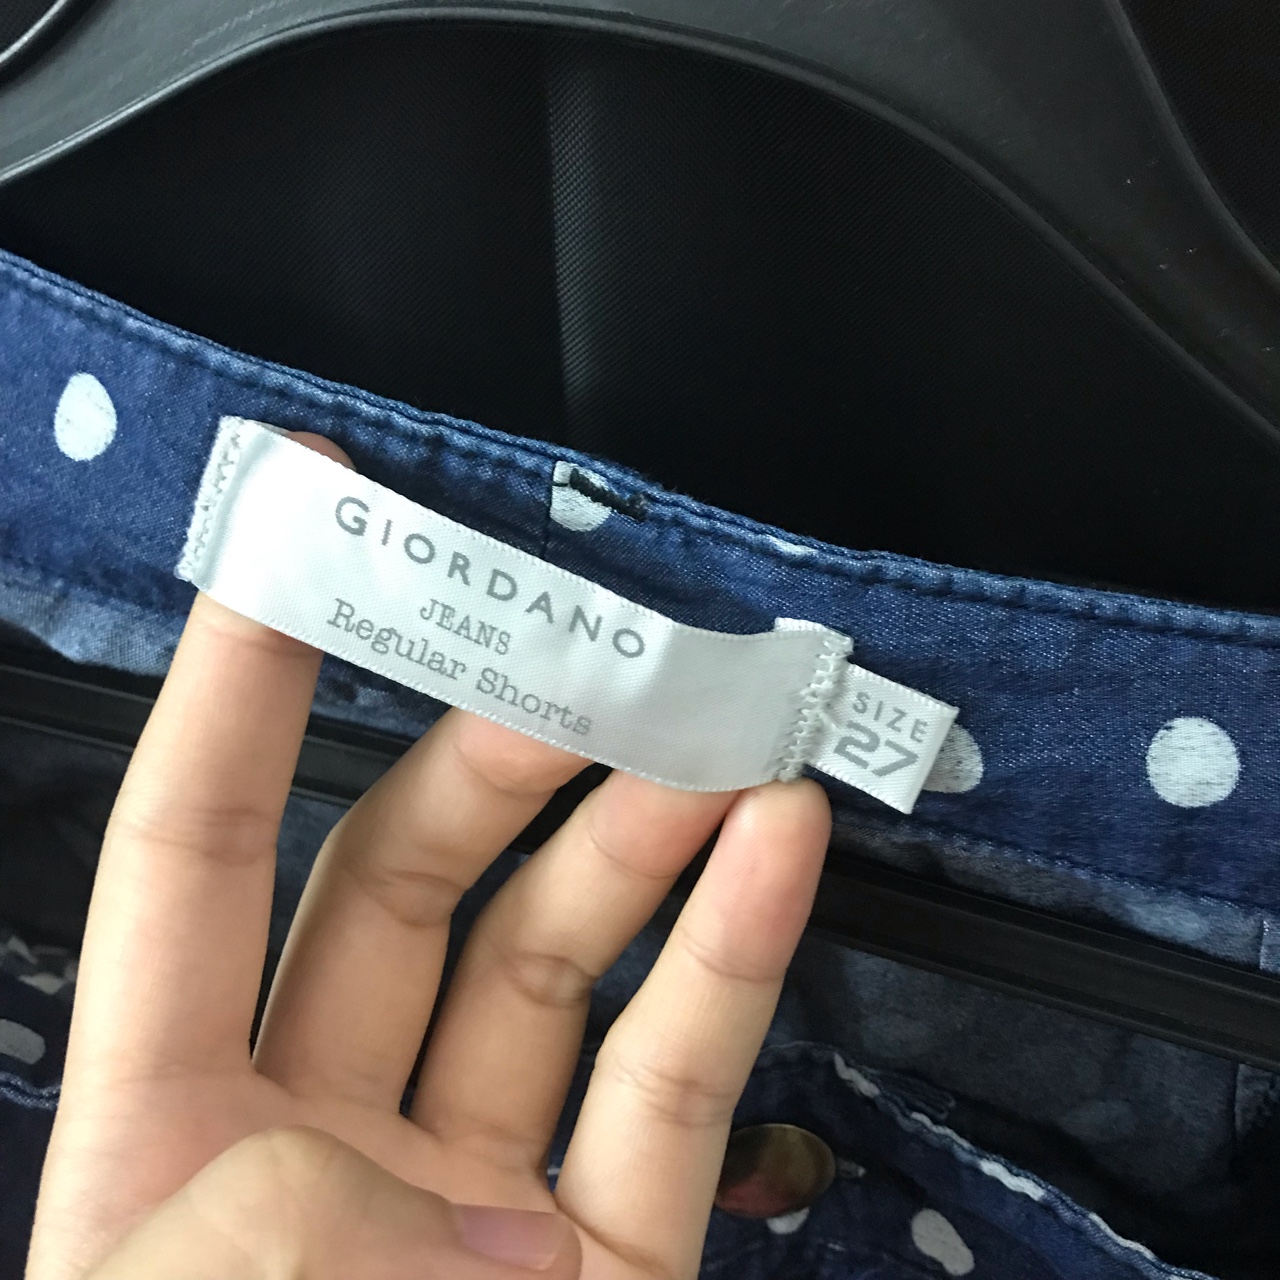 GIORDANO
JEANS
Regular Shorts
SIZE
27